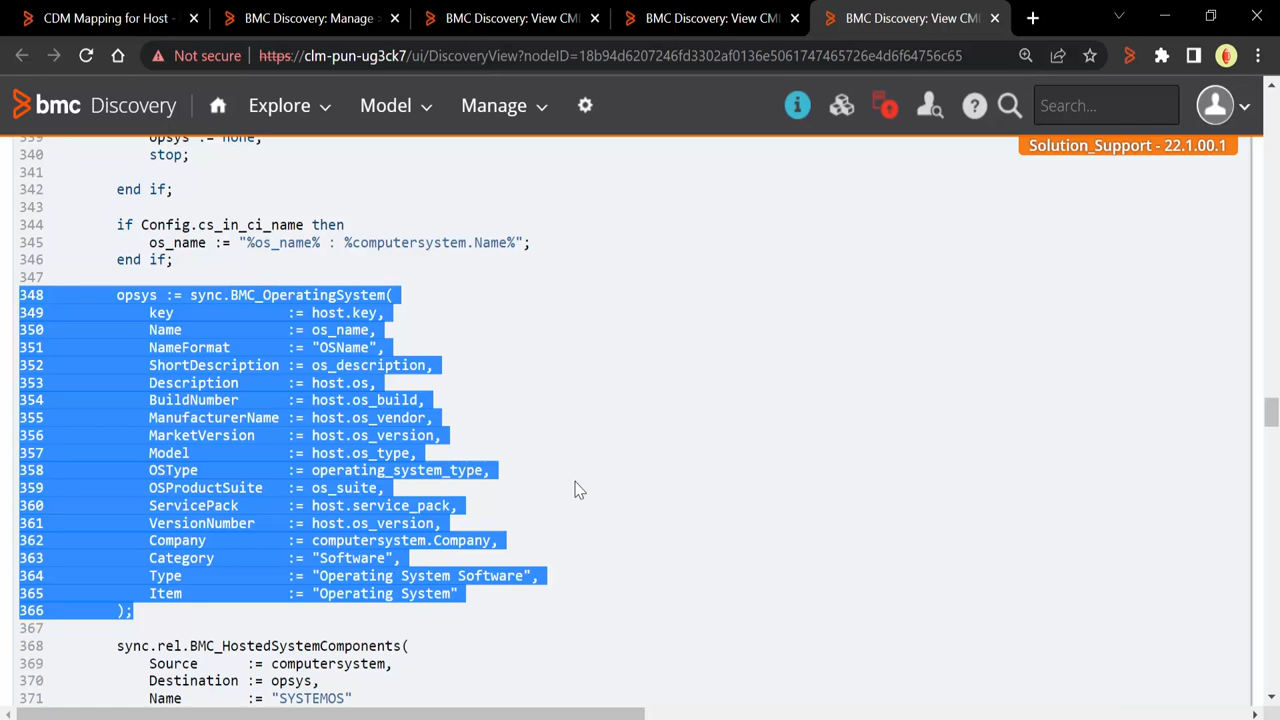 CDM Mapping for Host -
BMC Discovery: Manage
BMC Discovery: View CM
BMC Discovery: View CM
BMC Discovery: View CM
Not secure https://clm-pun-ug3ck7/ui/DiscoveryView?nodeID=18b94d6207246fd3302af0136e5061747465726e4d6f64756c65
bmc Discovery Explore Model Manage Search...
Solution_Support - 22.1.00.1
339 opsys := none;
340 stop;
341
342 end if;
343
344 if Config.cs_in_ci_name then
345 os_name := "%os_name% : %computersystem.Name%";
346 end if;
347
348 opsys := sync.BMC_OperatingSystem(
349 key := host.key,
350 Name := os_name,
351 NameFormat := "OSName",
352 ShortDescription := os_description,
353 Description := host.os,
354 BuildNumber := host.os_build,
355 ManufacturerName := host.os_vendor,
356 MarketVersion := host.os_version,
357 Model := host.os_type,
358 OSType := operating_system_type,
359 OSProductSuite := os_suite,
360 ServicePack := host.service_pack,
361 VersionNumber := host.os_version,
362 Company := computersystem.Company,
363 Category := "Software",
364 Type := "Operating System Software",
365 Item := "Operating System"
366 );
367
368 sync.rel.BMC_HostedSystemComponents(
369 Source := computersystem,
370 Destination := opsys,
371 Name := "SYSTEMOS"